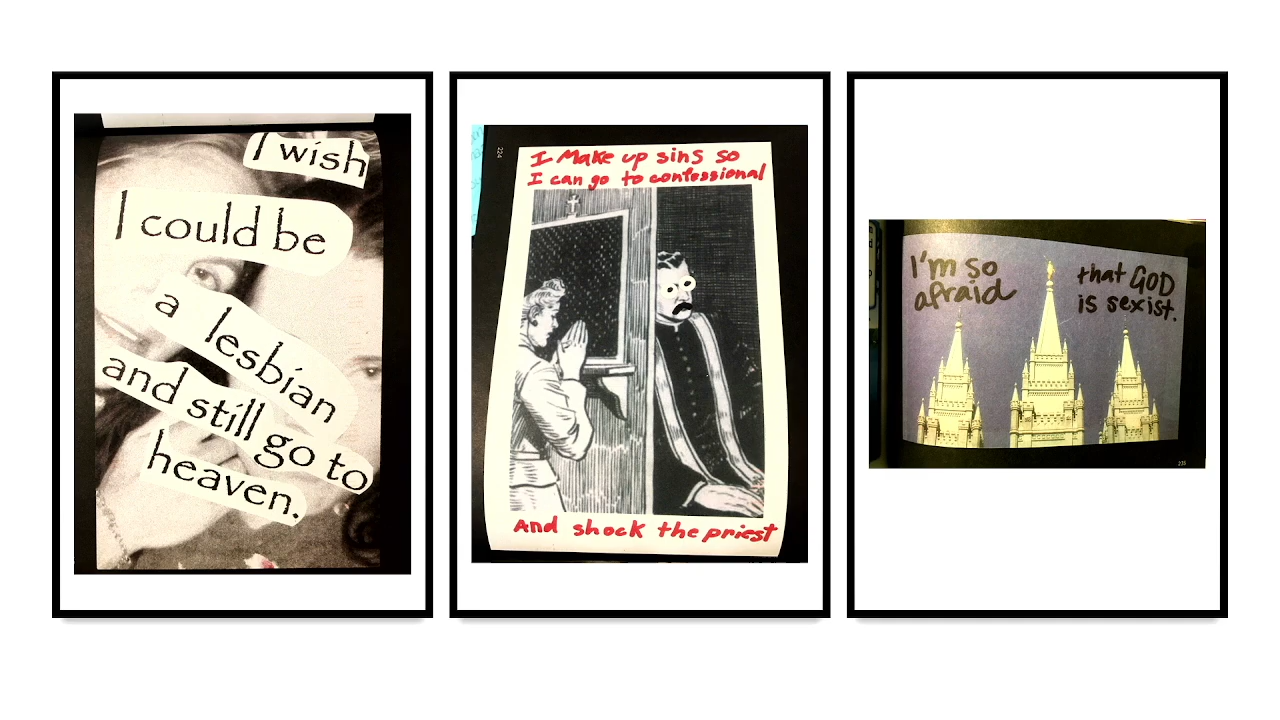 I wish
I could be
a lesbian
and still go to
heaven.
224
I Make up sins so
I can go to confessional
And shock the priest
I'm so
afraid
that GOD
is sexist.